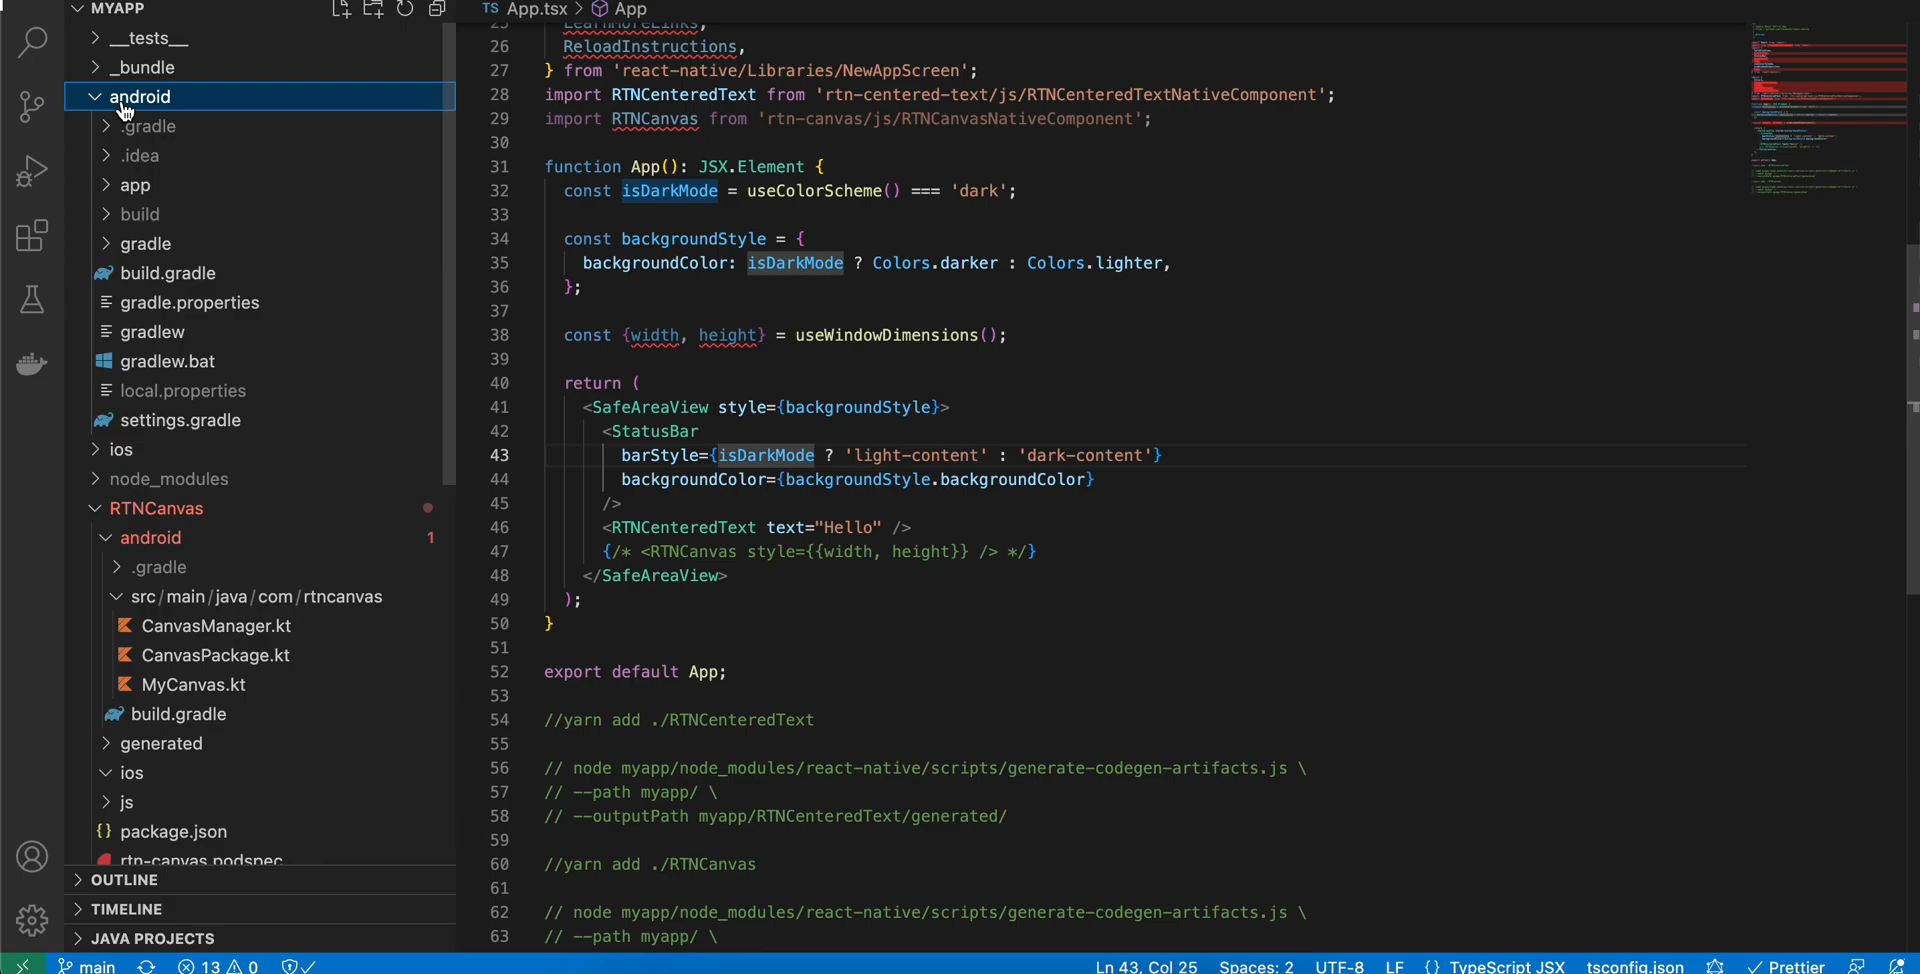 MYAPP
__tests__
_bundle
android
.gradle
.idea
app
build
gradle
build.gradle
gradle.properties
gradlew
gradlew.bat
local.properties
settings.gradle
ios
node_modules
RTNCanvas
android 1
.gradle
src/main/java/com/rtncanvas
CanvasManager.kt
CanvasPackage.kt
MyCanvas.kt
build.gradle
generated
ios
js
{} package.json
rtn-canvas.podspec
OUTLINE
TIMELINE
JAVA PROJECTS
TS App.tsx > App
25 LearnMoreLinks,
26 ReloadInstructions,
27 } from 'react-native/Libraries/NewAppScreen';
28 import RTNCenteredText from 'rtn-centered-text/js/RTNCenteredTextNativeComponent';
29 import RTNCanvas from 'rtn-canvas/js/RTNCanvasNativeComponent';
30
31 function App(): JSX.Element {
32 const isDarkMode = useColorScheme() === 'dark';
33
34 const backgroundStyle = {
35 backgroundColor: isDarkMode ? Colors.darker : Colors.lighter,
36 };
37
38 const {width, height} = useWindowDimensions();
39
40 return (
41 <SafeAreaView style={backgroundStyle}>
42 <StatusBar
43 barStyle={isDarkMode ? 'light-content' : 'dark-content'}
44 backgroundColor={backgroundStyle.backgroundColor}
45 />
46 <RTNCenteredText text="Hello" />
47 {/* <RTNCanvas style={{width, height}} /> */}
48 </SafeAreaView>
49 );
50 }
51
52 export default App;
53
54 //yarn add ./RTNCenteredText
55
56 // node myapp/node_modules/react-native/scripts/generate-codegen-artifacts.js \
57 // --path myapp/ \
58 // --outputPath myapp/RTNCenteredText/generated/
59
60 //yarn add ./RTNCanvas
61
62 // node myapp/node_modules/react-native/scripts/generate-codegen-artifacts.js \
63 // --path myapp/ \
main 13 0 Ln 43, Col 25 Spaces: 2 UTF-8 LF {} TypeScript JSX tsconfig.json Prettier